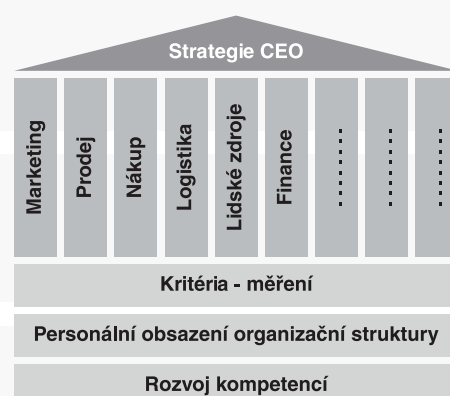 Strategie CEO
Marketing
Prodej
Nákup
Logistika
Lidské zdroje
Finance
Kritéria - měření
Personální obsazení organizační struktury
Rozvoj kompetencí